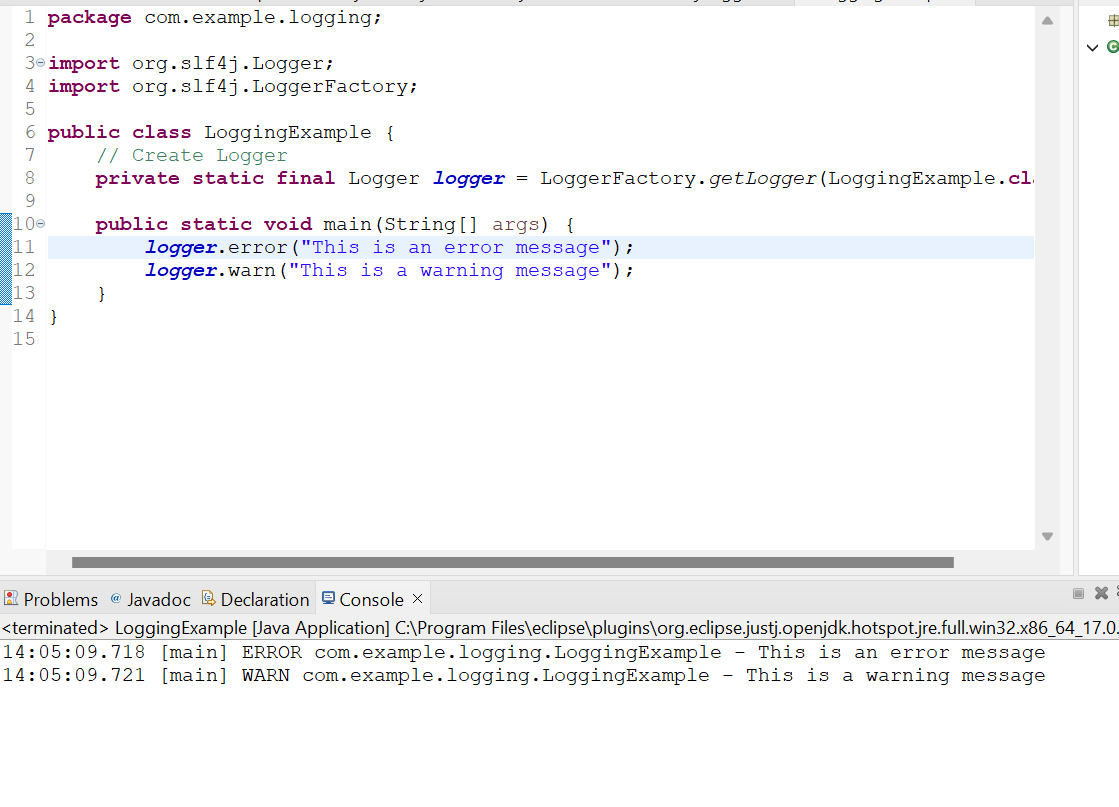 1 package com.example.logging;
2
3 import org.slf4j.Logger;
4 import org.slf4j.LoggerFactory;
5
6 public class LoggingExample {
7 // Create Logger
8 private static final Logger logger = LoggerFactory.getLogger(LoggingExample.cl
9
10 public static void main(String[] args) {
11 logger.error("This is an error message");
12 logger.warn("This is a warning message");
13 }
14 }
15
Problems @ Javadoc Declaration Console
<terminated> LoggingExample [Java Application] C:\Program Files\eclipse\plugins\org.eclipse.justj.openjdk.hotspot.jre.full.win32.x86_64_17.0.
14:05:09.718 [main] ERROR com.example.logging.LoggingExample - This is an error message
14:05:09.721 [main] WARN com.example.logging.LoggingExample - This is a warning message